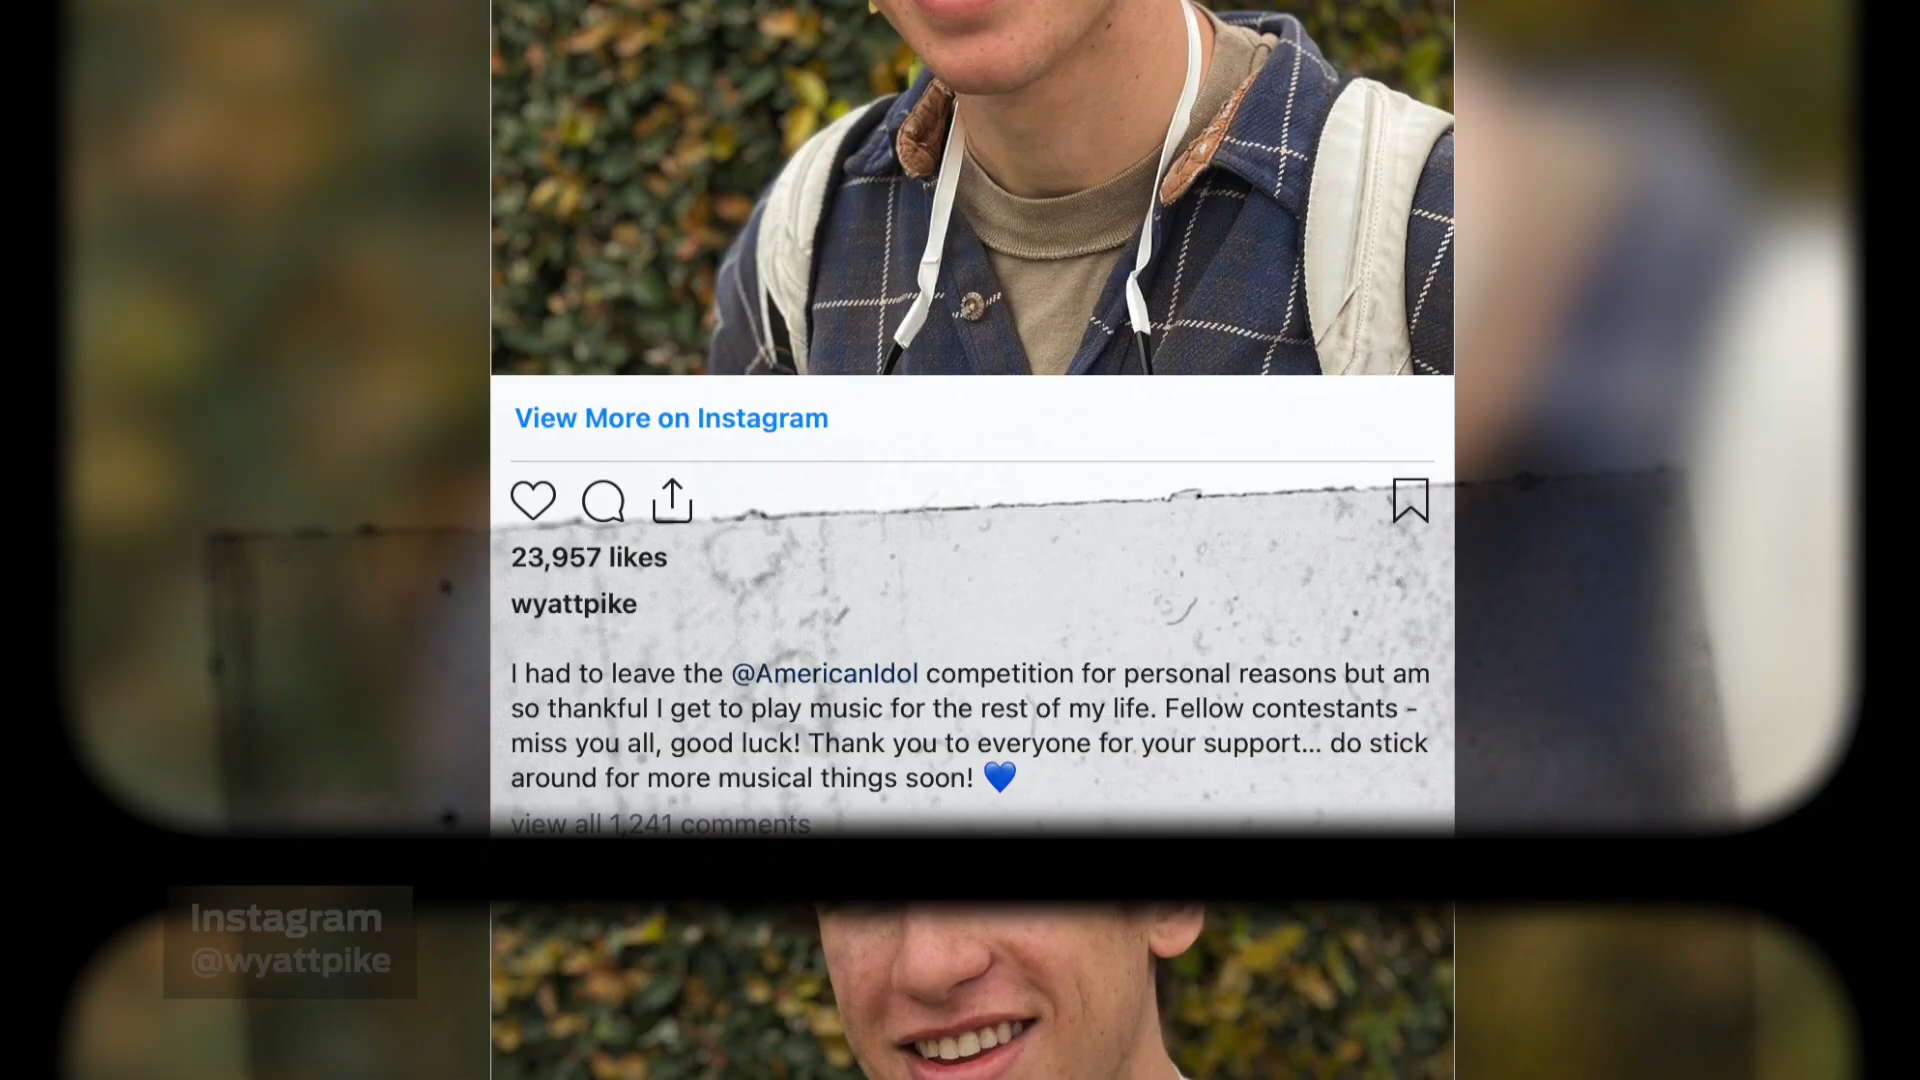 View More on Instagram
23,957 likes
wyattpike
I had to leave the @AmericanIdol competition for personal reasons but am
so thankful I get to play music for the rest of my life. Fellow contestants -
miss you all, good luck! Thank you to everyone for your support... do stick
around for more musical things soon! 💙
view all 1,241 comments
Instagram
@wyattpike